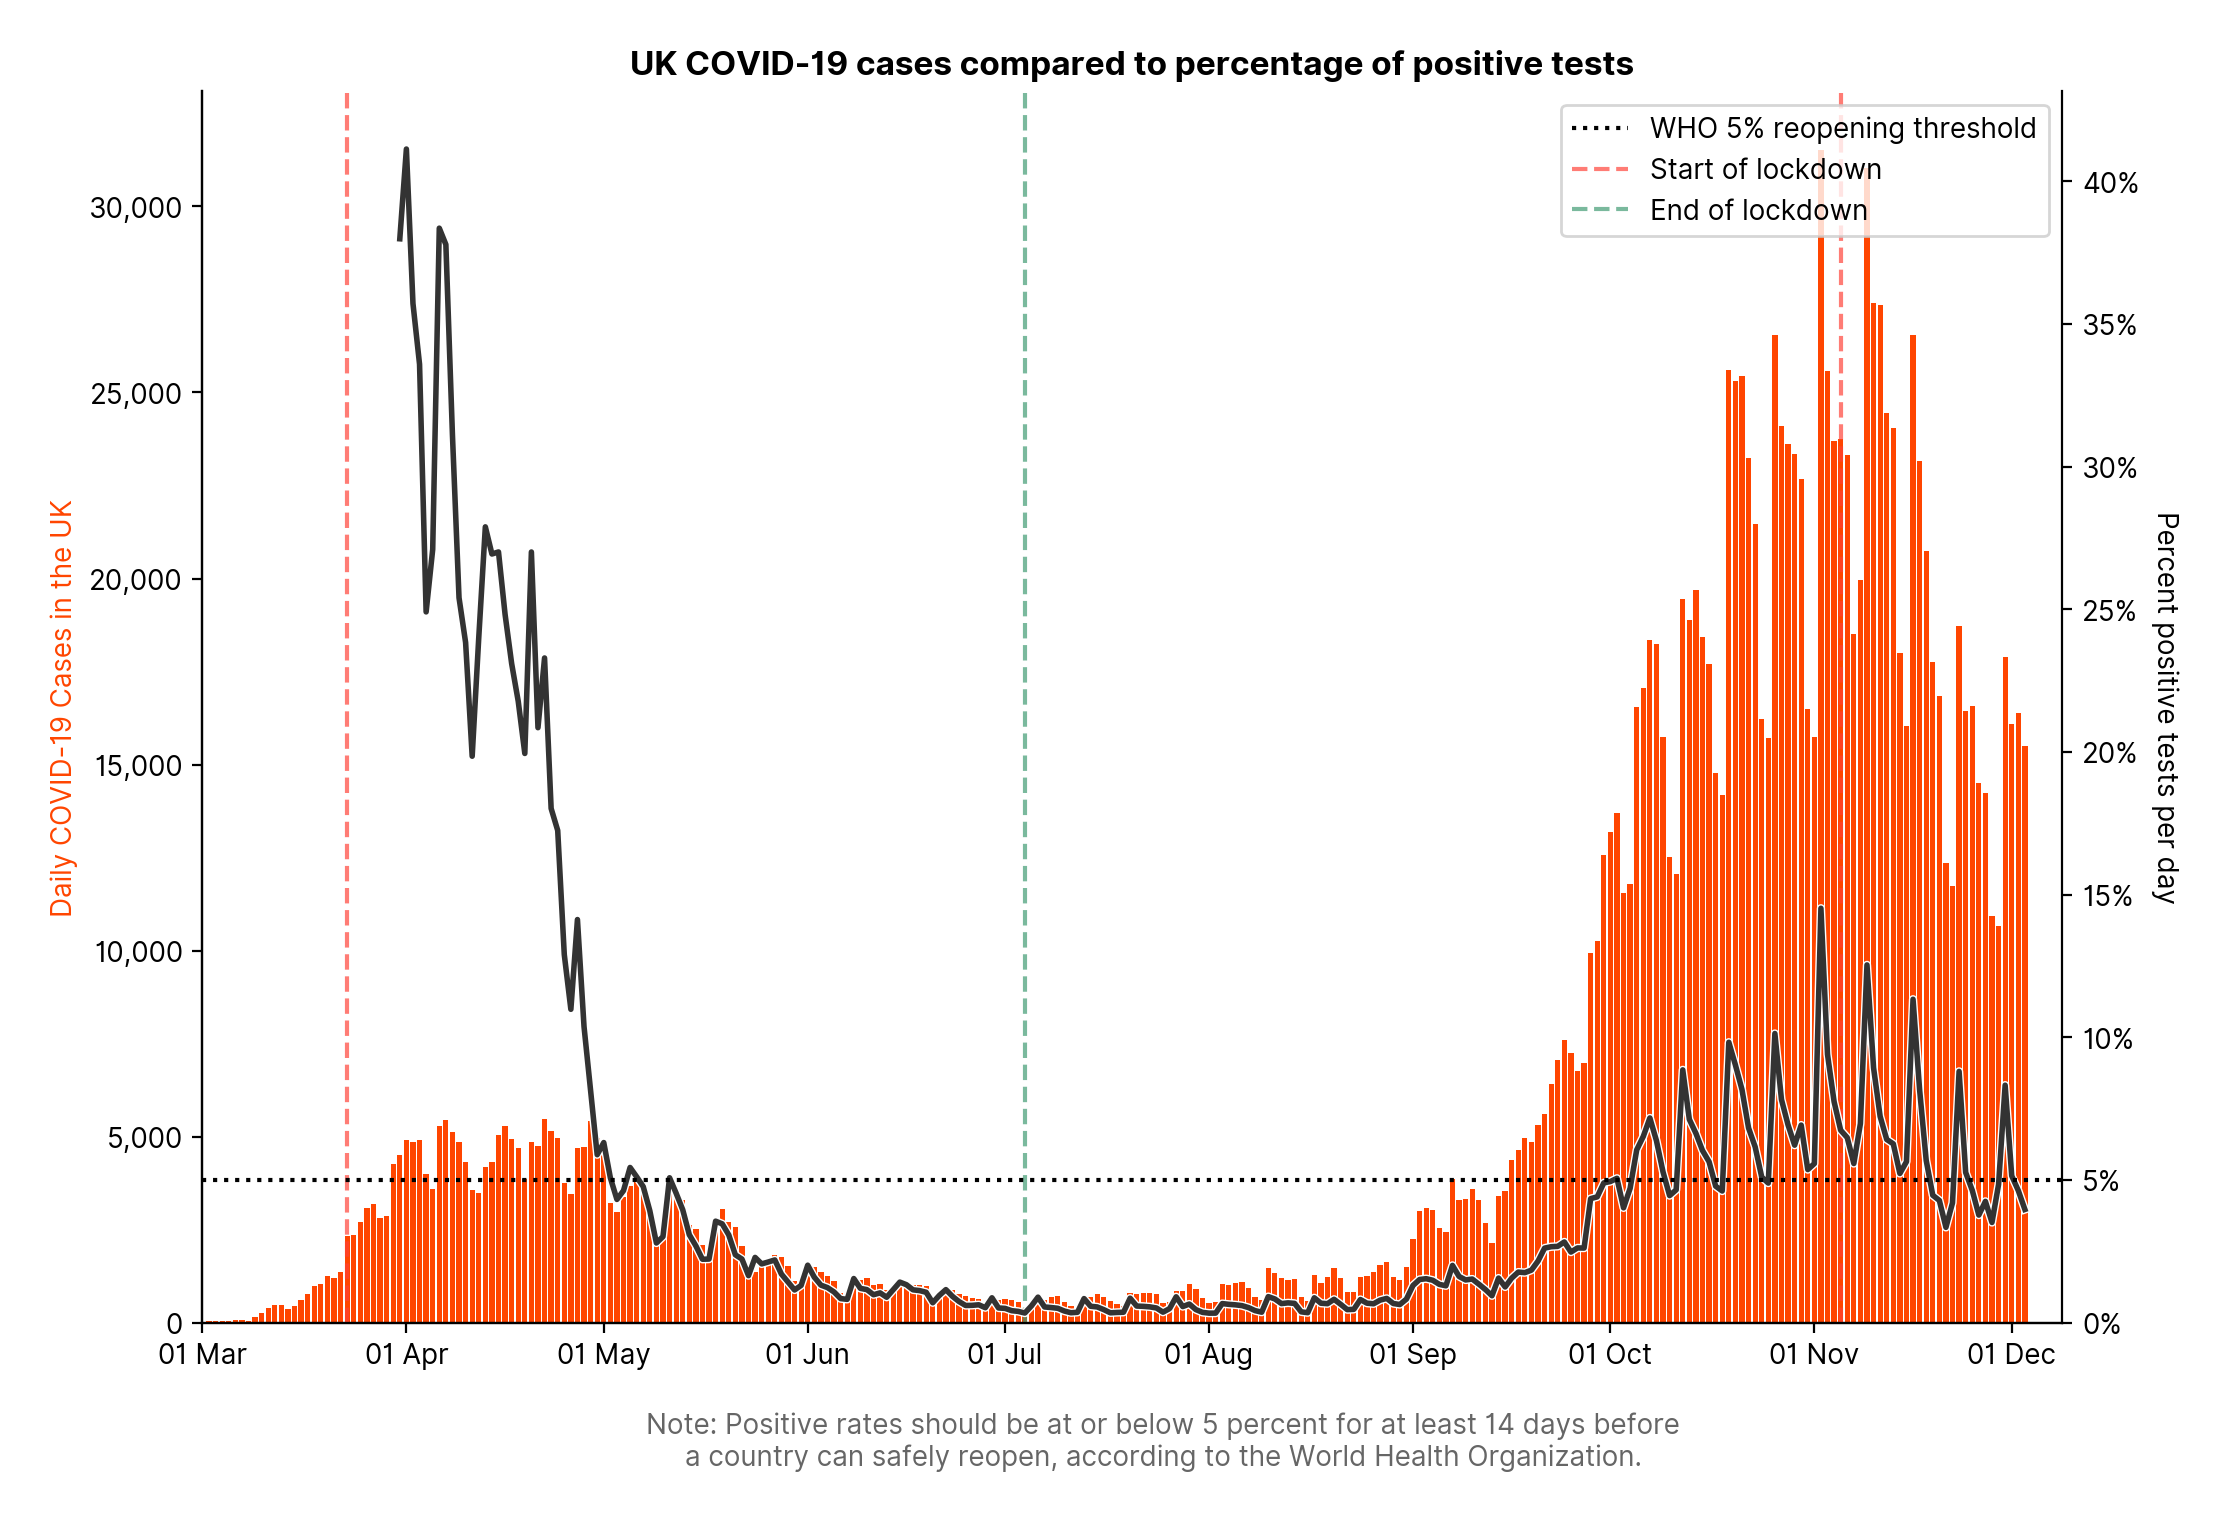 UK COVID-19 cases compared to percentage of positive tests
WHO 5% reopening threshold
Start of lockdown
End of lockdown
Daily COVID-19 Cases in the UK
30,000
25,000
20,000
15,000
10,000
5,000
0
40%
35%
30%
25%
20%
15%
10%
5%
0%
Percent positive tests per day
01 Mar
01 Apr
01 May
01 Jun
01 Jul
01 Aug
01 Sep
01 Oct
01 Nov
01 Dec
Note: Positive rates should be at or below 5 percent for at least 14 days before
a country can safely reopen, according to the World Health Organization.